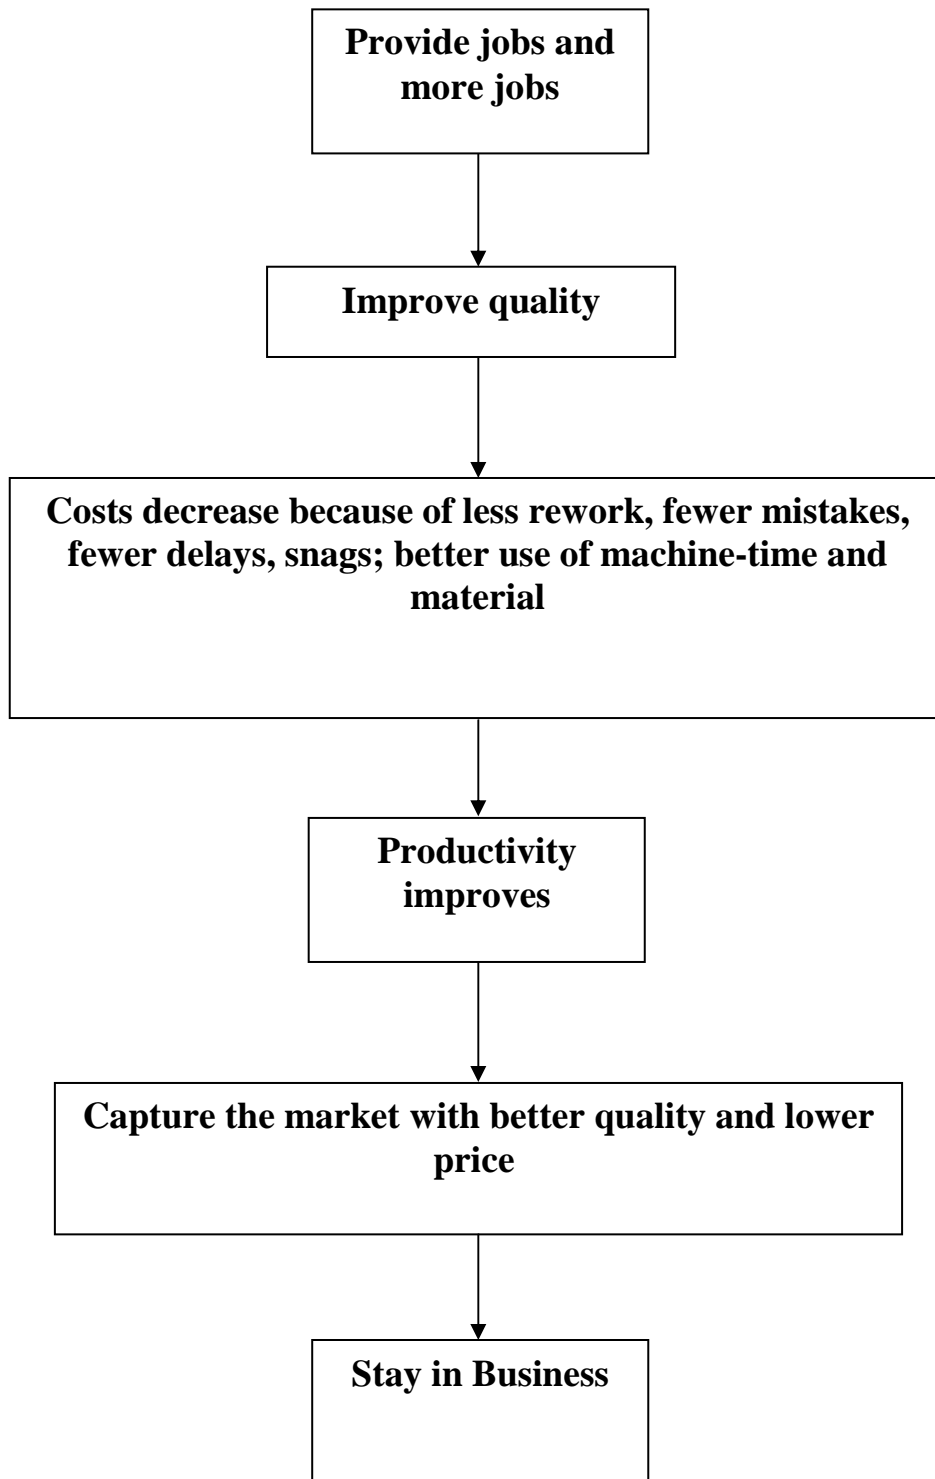 Provide jobs and
more jobs
Improve quality
Costs decrease because of less rework, fewer mistakes,
fewer delays, snags; better use of machine-time and
material
Productivity
improves
Capture the market with better quality and lower
price
Stay in Business